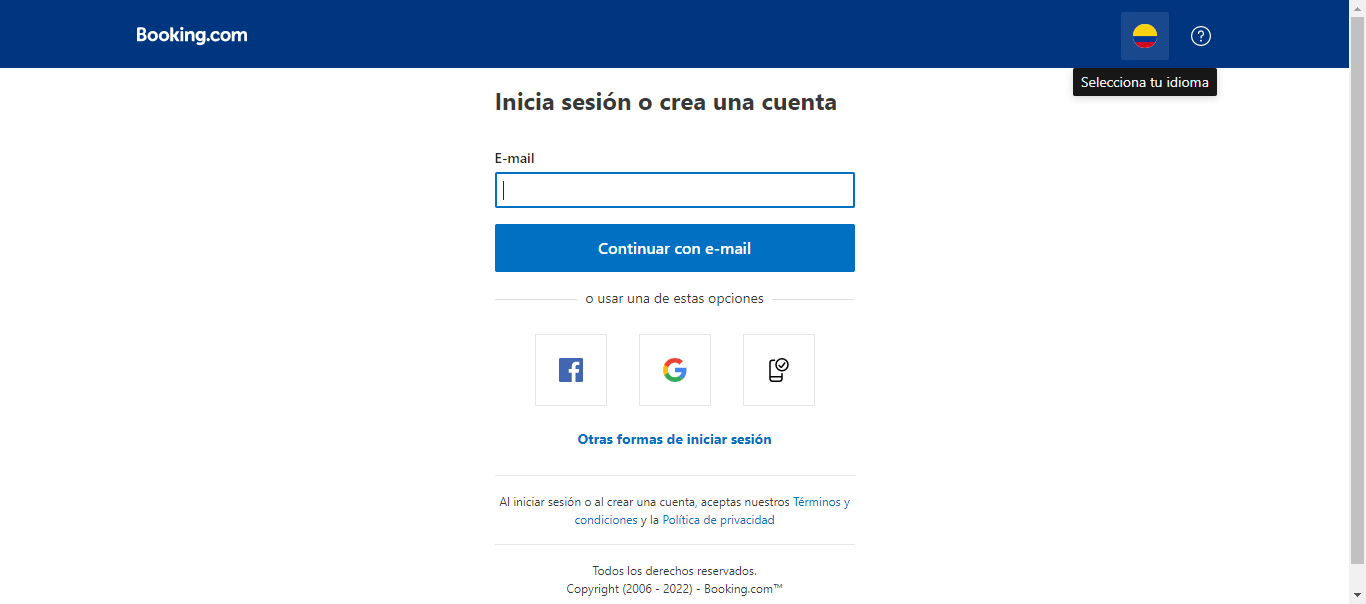 Booking.com
Selecciona tu idioma
Inicia sesión o crea una cuenta
E-mail
Continuar con e-mail
o usar una de estas opciones
Otras formas de iniciar sesión
Al iniciar sesión o al crear una cuenta, aceptas nuestros Términos y
condiciones y la Política de privacidad
Todos los derechos reservados.
Copyright (2006 - 2022) - Booking.com™